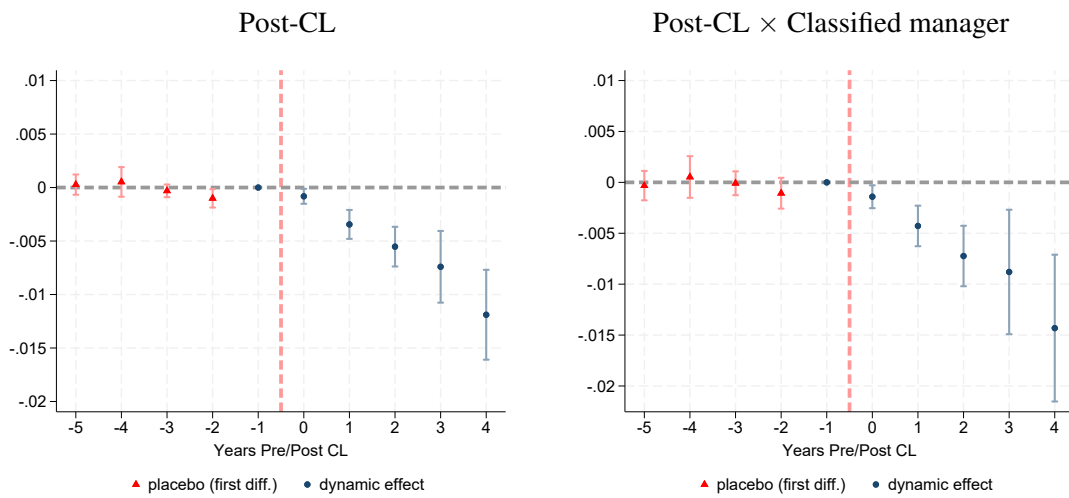 Post-CL
.01
.005
0
-.005
-.01
-.015
-.02
-5 -4 -3 -2 -1 0 1 2 3 4
Years Pre/Post CL
placebo (first diff.) dynamic effect
Post-CL × Classified manager
.01
.005
0
-.005
-.01
-.015
-.02
-5 -4 -3 -2 -1 0 1 2 3 4
Years Pre/Post CL
placebo (first diff.) dynamic effect